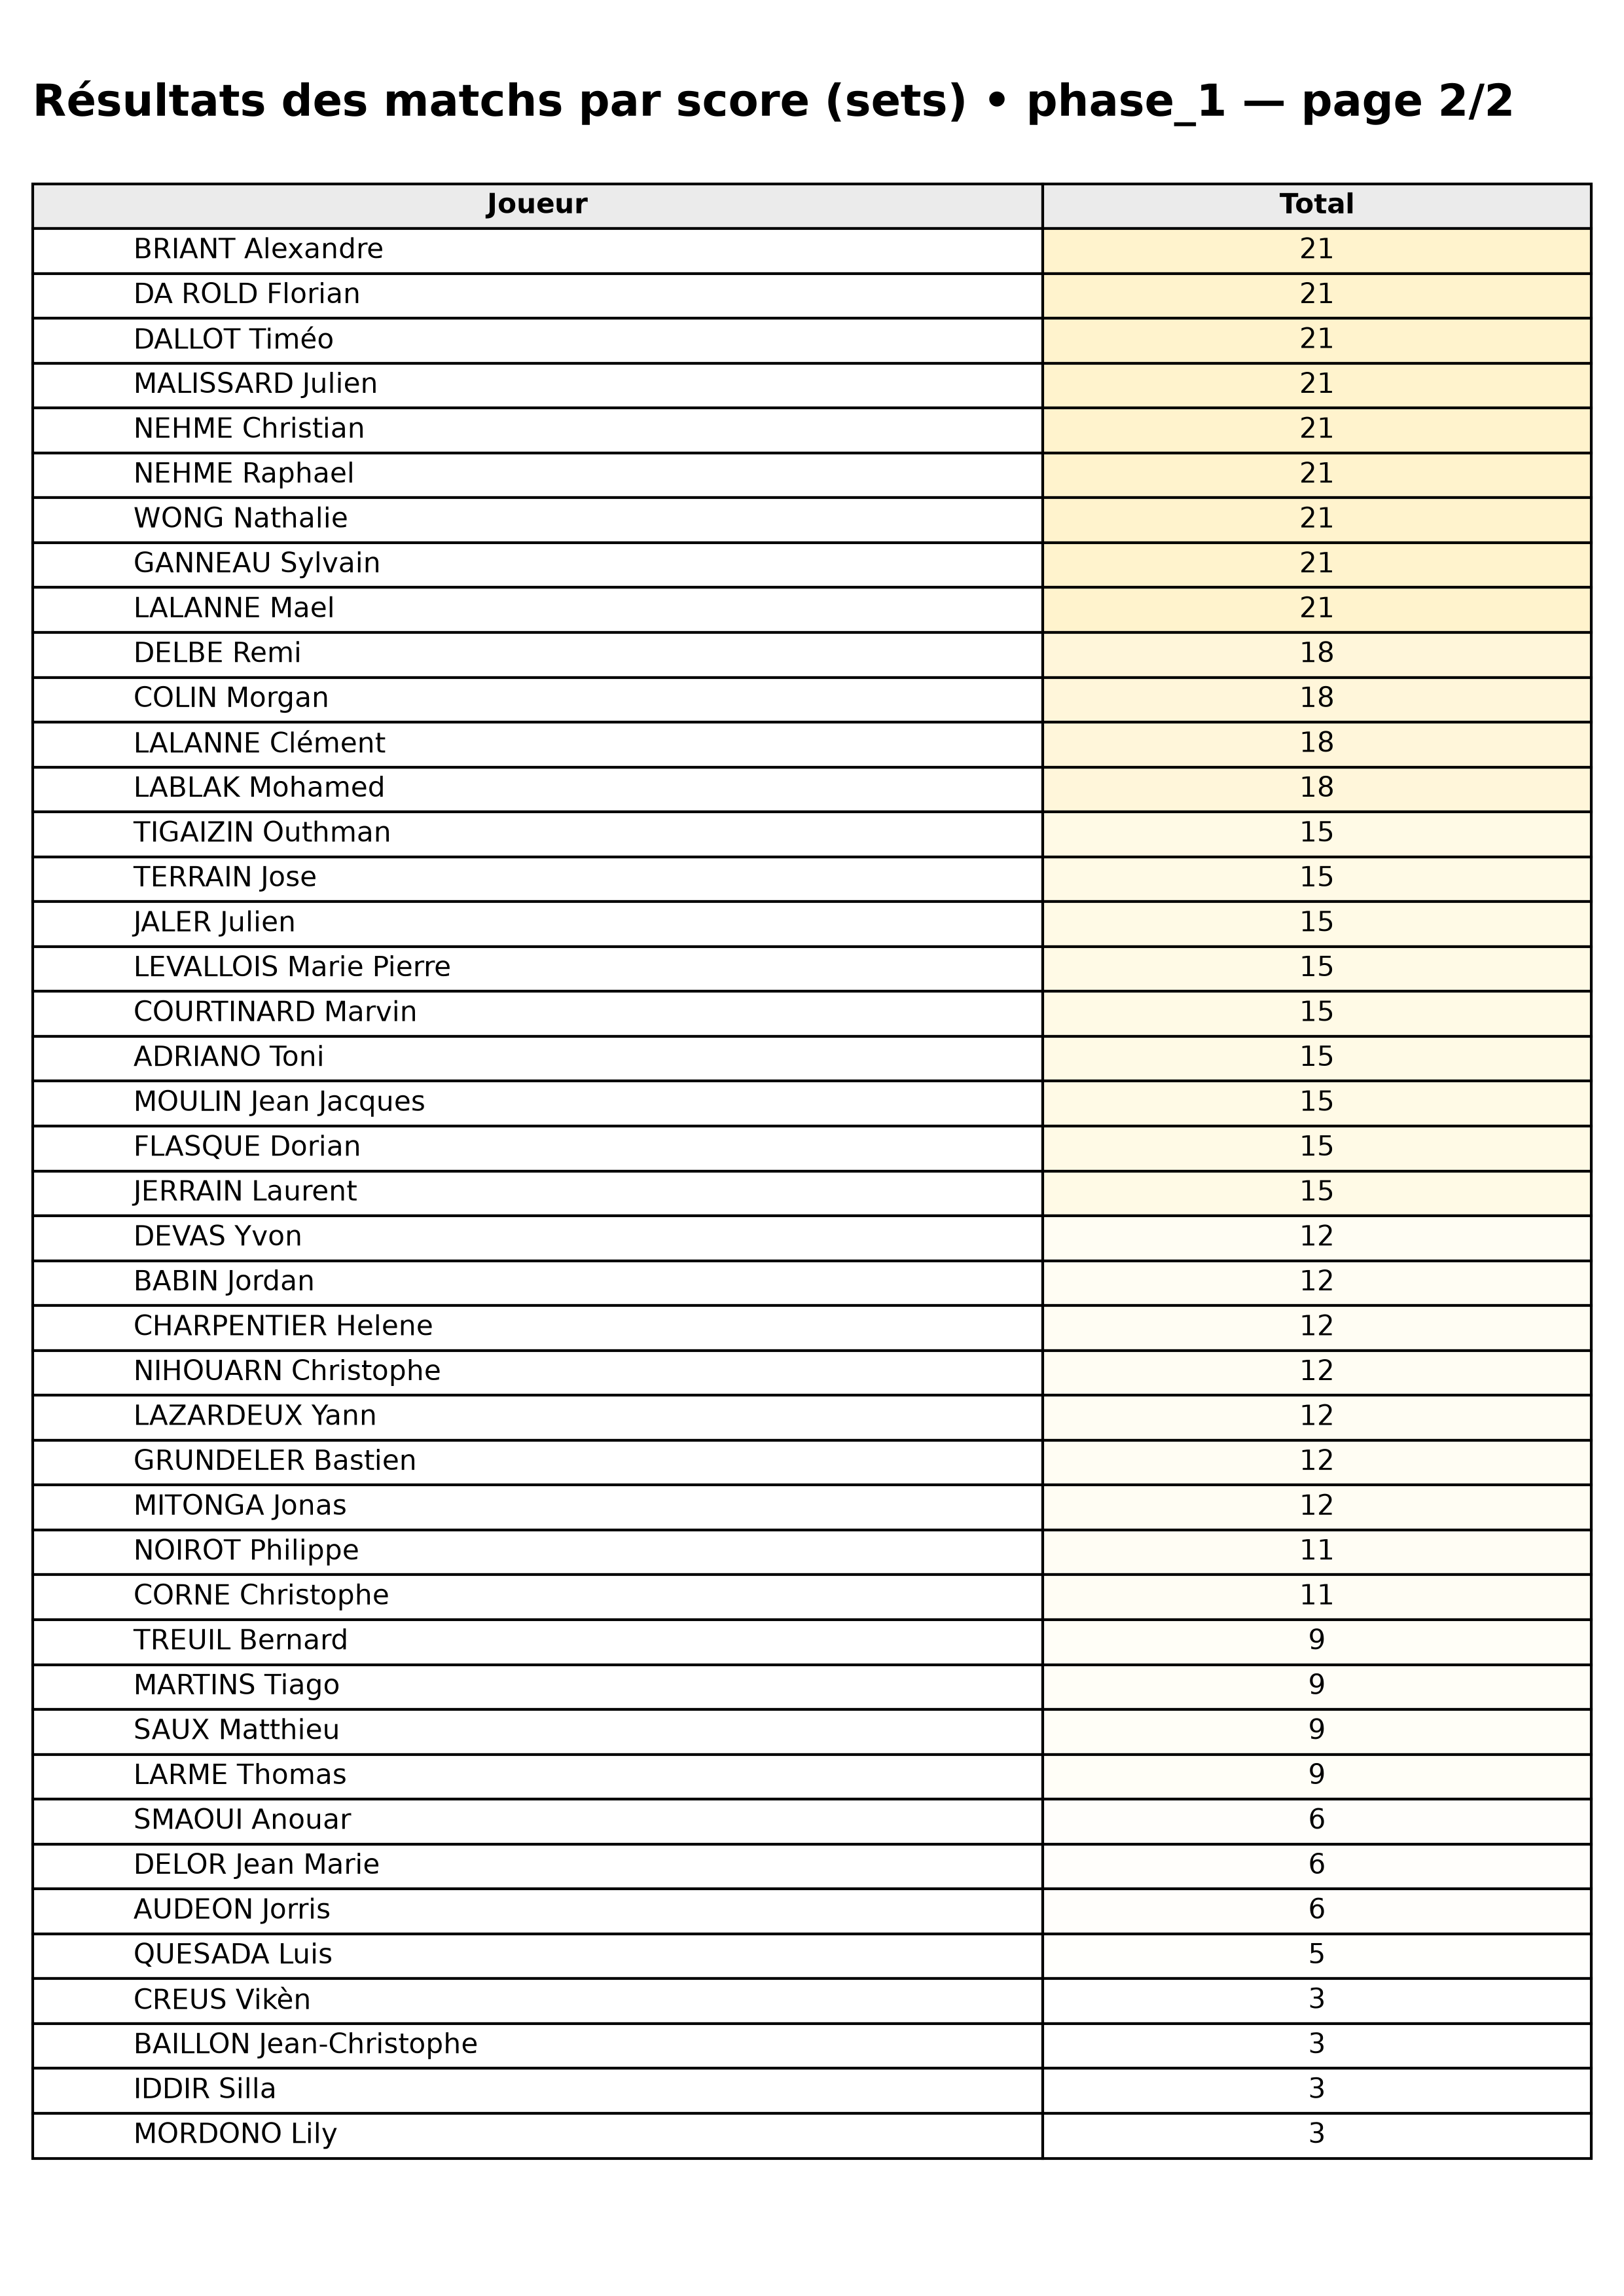 Résultats des matchs par score (sets) • phase_1 — page 2/2
Joueur Total
BRIANT Alexandre 21
DA ROLD Florian 21
DALLOT Timéo 21
MALISSARD Julien 21
NEHME Christian 21
NEHME Raphael 21
WONG Nathalie 21
GANNEAU Sylvain 21
LALANNE Mael 21
DELBE Remi 18
COLIN Morgan 18
LALANNE Clément 18
LABLAK Mohamed 18
TIGAIZIN Outhman 15
TERRAIN Jose 15
JALER Julien 15
LEVALLOIS Marie Pierre 15
COURTINARD Marvin 15
ADRIANO Toni 15
MOULIN Jean Jacques 15
FLASQUE Dorian 15
JERRAIN Laurent 15
DEVAS Yvon 12
BABIN Jordan 12
CHARPENTIER Helene 12
NIHOUARN Christophe 12
LAZARDEUX Yann 12
GRUNDELER Bastien 12
MITONGA Jonas 12
NOIROT Philippe 11
CORNE Christophe 11
TREUIL Bernard 9
MARTINS Tiago 9
SAUX Matthieu 9
LARME Thomas 9
SMAOUI Anouar 6
DELOR Jean Marie 6
AUDEON Jorris 6
QUESADA Luis 5
CREUS Vikèn 3
BAILLON Jean-Christophe 3
IDDIR Silla 3
MORDONO Lily 3